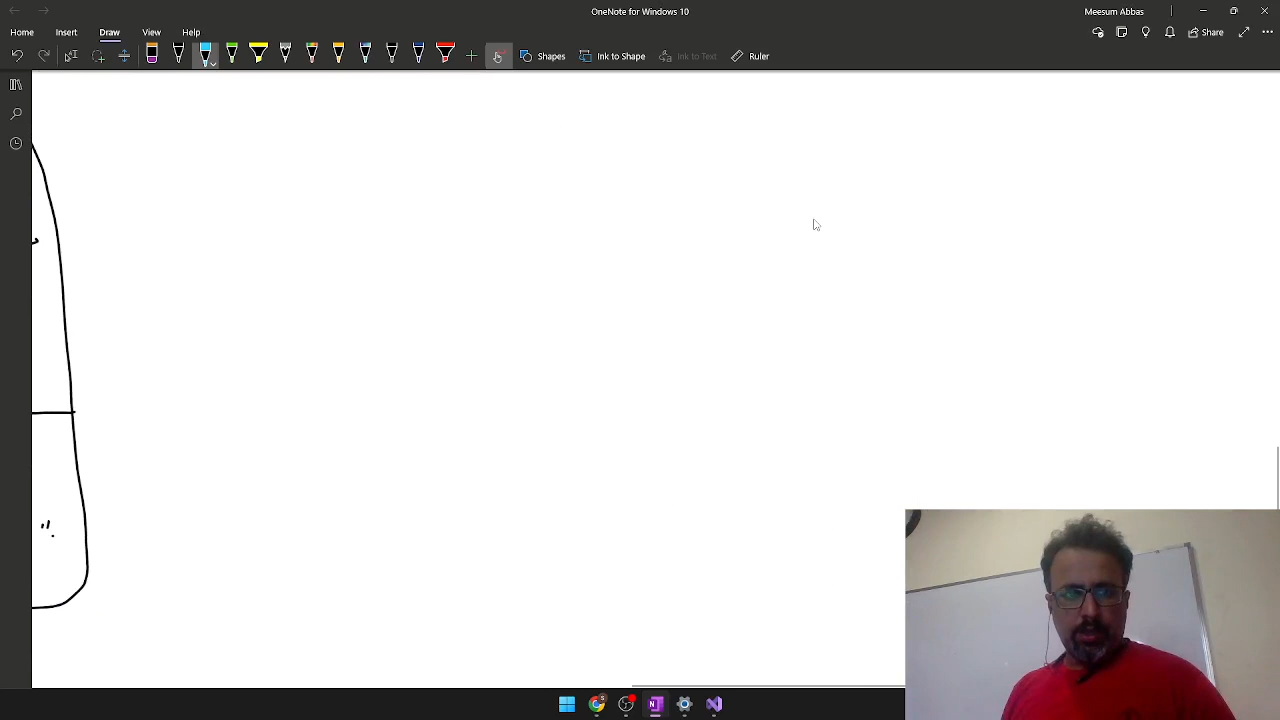 OneNote for Windows 10
Meesum Abbas
Home Insert Draw View Help
Share
Shapes Ink to Shape Ink to Text Ruler